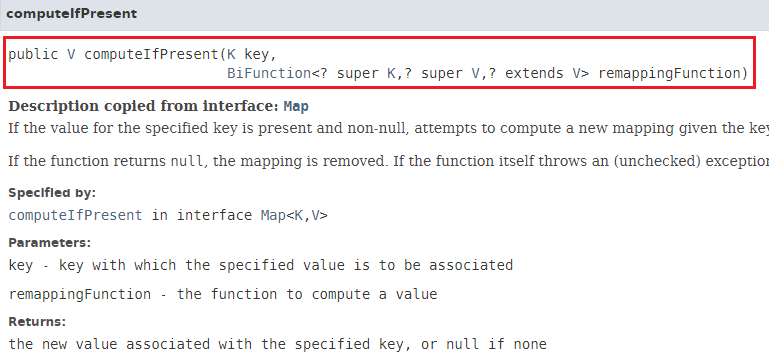 computeIfPresent
public V computeIfPresent(K key,
BiFunction<? super K,? super V,? extends V> remappingFunction)
Description copied from interface: Map
If the value for the specified key is present and non-null, attempts to compute a new mapping given the key
If the function returns null, the mapping is removed. If the function itself throws an (unchecked) exception
Specified by:
computeIfPresent in interface Map<K,V>
Parameters:
key - key with which the specified value is to be associated
remappingFunction - the function to compute a value
Returns:
the new value associated with the specified key, or null if none